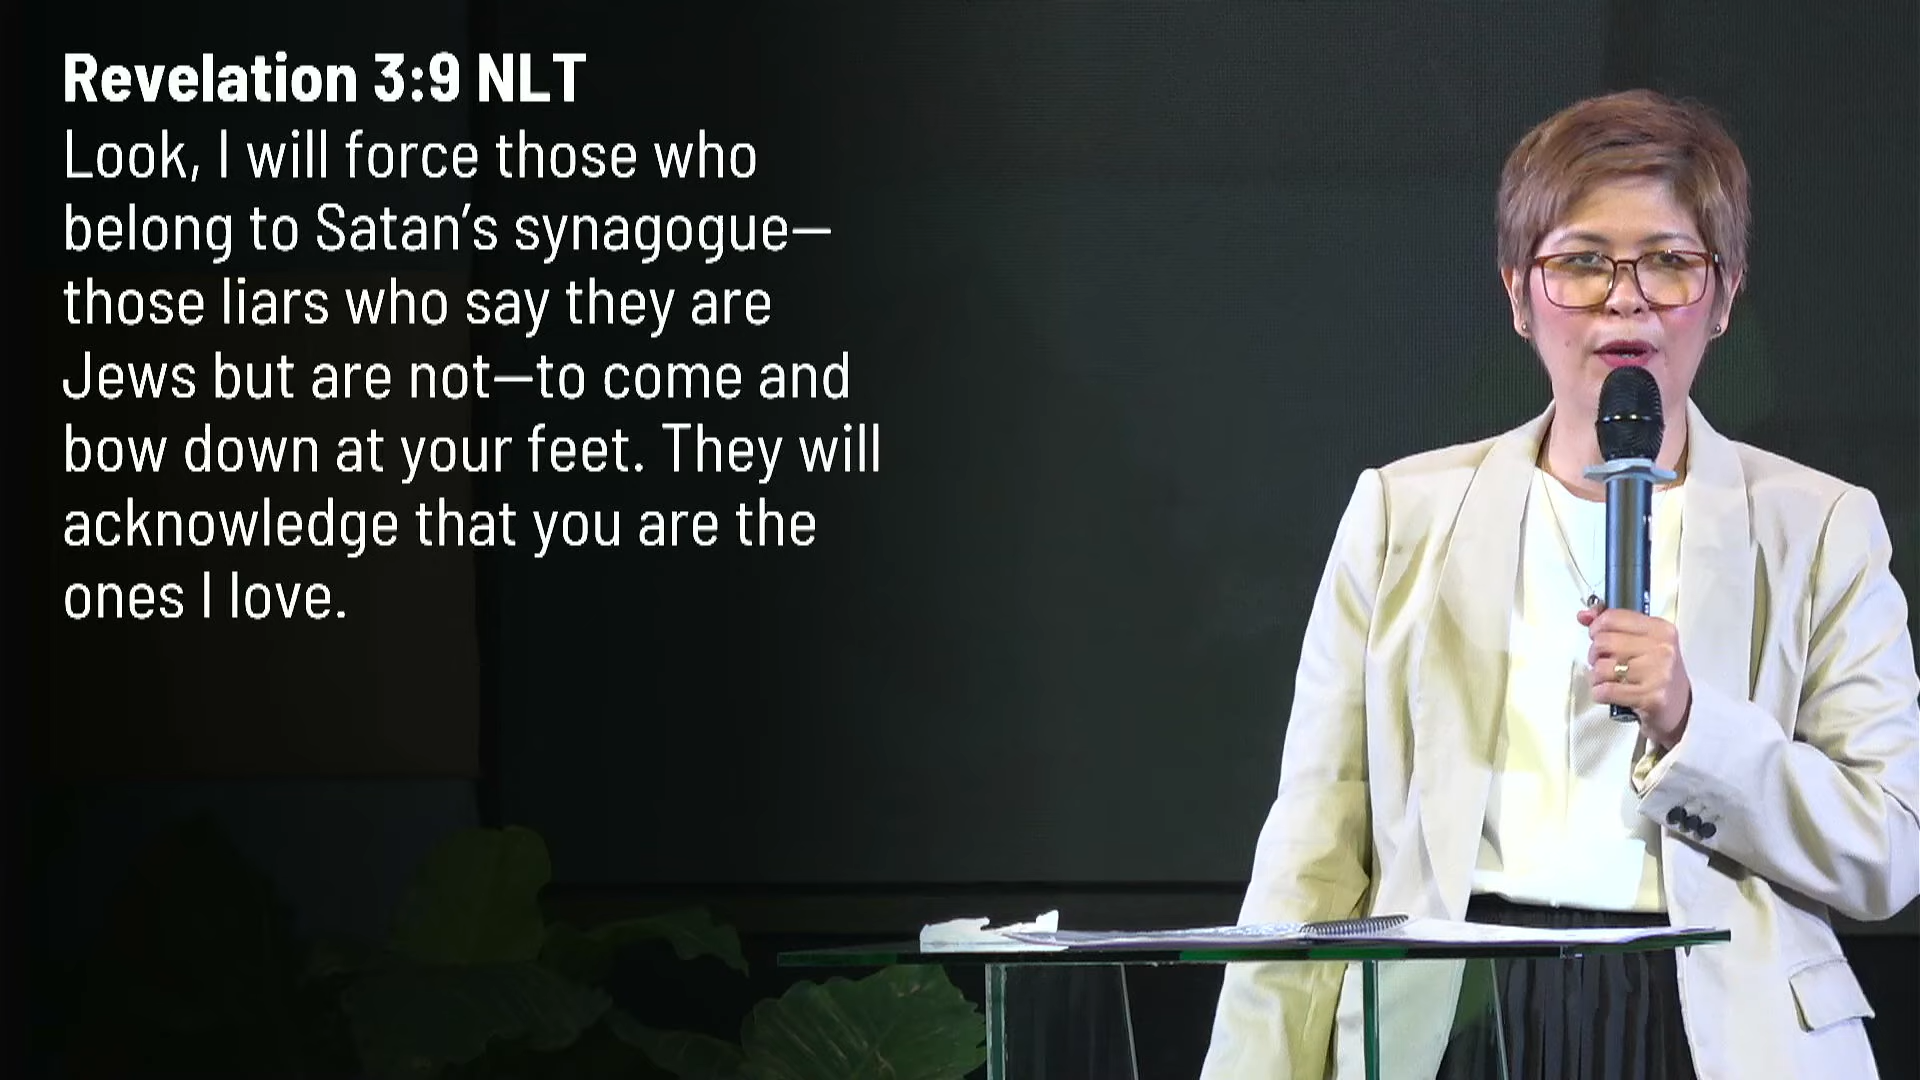 Revelation 3:9 NLT
Look, I will force those who
belong to Satan’s synagogue—
those liars who say they are
Jews but are not—to come and
bow down at your feet. They will
acknowledge that you are the
ones I love.